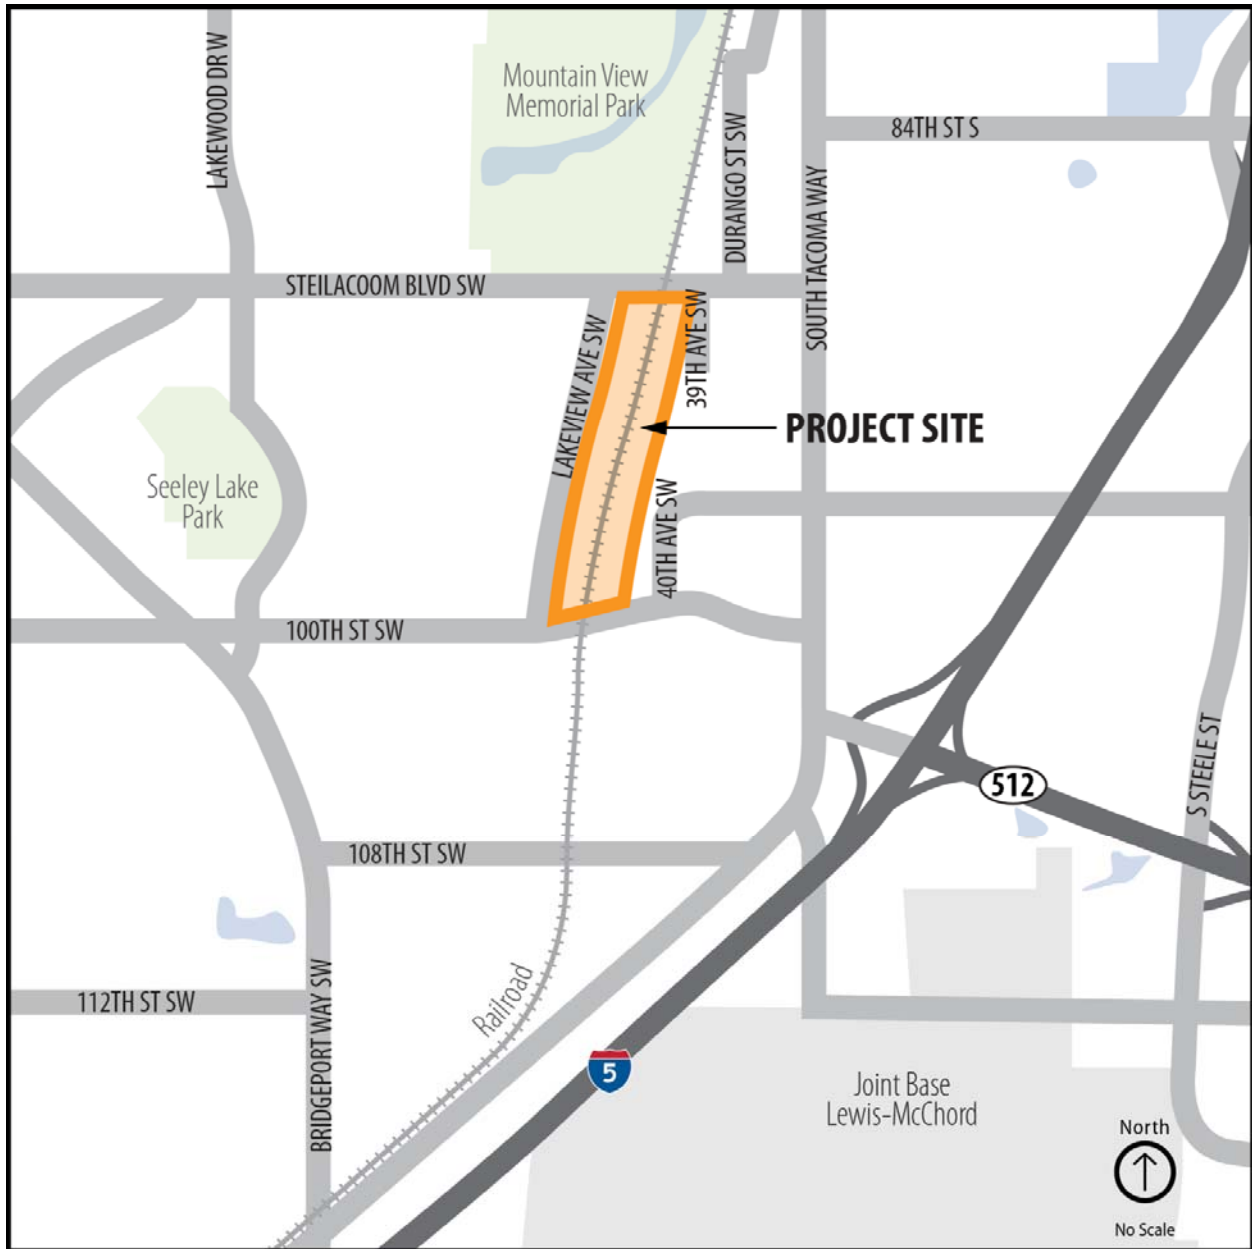 LAKEWOOD DR W
Mountain View
Memorial Park
DURANGO ST SW
84TH ST S
SOUTH TACOMA WAY
STEILACOOM BLVD SW
LAKEVIEW AVE SW
39TH AVE SW
PROJECT SITE
Seeley Lake
Park
40TH AVE SW
100TH ST SW
512
S STEELE ST
108TH ST SW
Railroad
112TH ST SW
BRIDGEPORT WAY SW
5
Joint Base
Lewis-McChord
North
No Scale